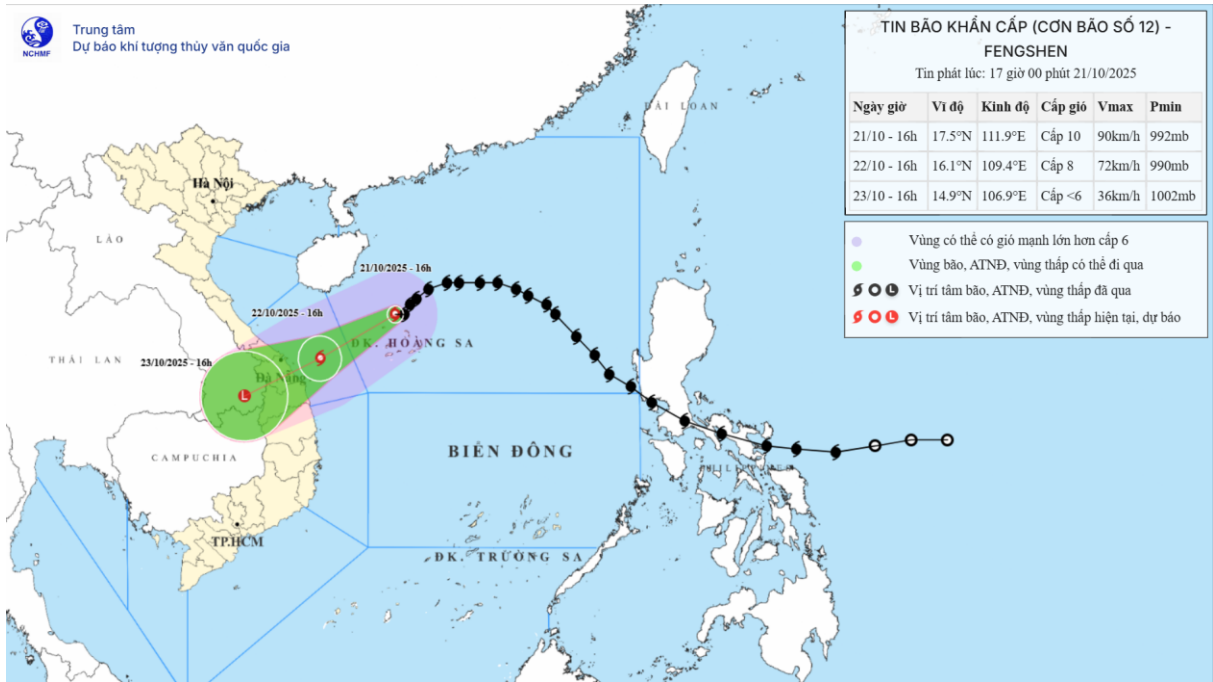 Trung tâm
Dự báo khí tượng thủy văn quốc gia
NCHMF
TIN BÃO KHẨN CẤP (CƠN BÃO SỐ 12) -
FENGSHEN
Tin phát lúc: 17 giờ 00 phút 21/10/2025
Ngày giờ Vĩ độ Kinh độ Cấp gió Vmax Pmin
21/10 - 16h 17.5°N 111.9°E Cấp 10 90km/h 992mb
22/10 - 16h 16.1°N 109.4°E Cấp 8 72km/h 990mb
23/10 - 16h 14.9°N 106.9°E Cấp <6 36km/h 1002mb
Vùng có thể có gió mạnh lớn hơn cấp 6
Vùng bão, ATNĐ, vùng thấp có thể đi qua
L Vị trí tâm bão, ATNĐ, vùng thấp đã qua
L Vị trí tâm bão, ATNĐ, vùng thấp hiện tại, dự báo
ĐÀI LOAN
Hà Nội
LÀO
21/10/2025 - 16h
22/10/2025 - 16h
ĐK. HOÀNG SA
THÁI LAN
23/10/2025 - 16h
Đà Nẵng
L
BIỂN ĐÔNG
CAMPUCHIA
PHILIPPINES
TP.HCM
ĐK. TRƯỜNG SA